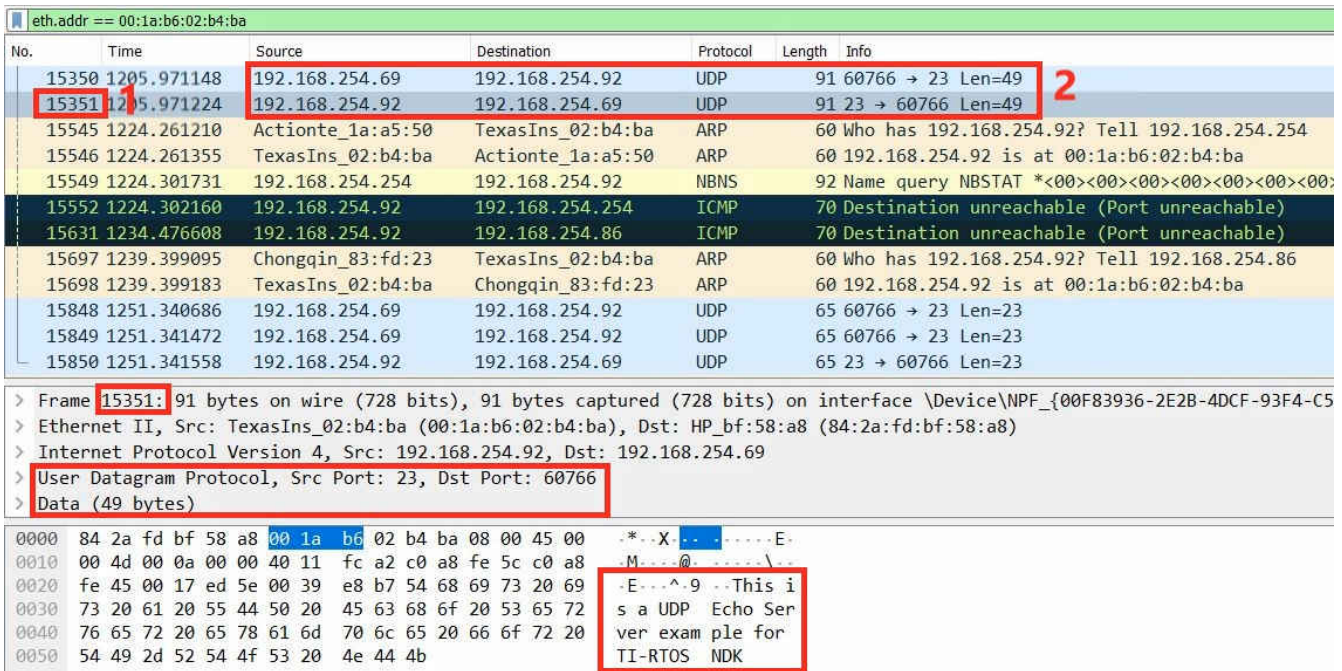 eth.addr == 00:1a:b6:02:b4:ba
No. Time Source Destination Protocol Length Info
15350 1205.971148 192.168.254.69 192.168.254.92 UDP 91 60766 → 23 Len=49
15351 1205.971224 192.168.254.92 192.168.254.69 UDP 91 23 → 60766 Len=49
1
2
15545 1224.261210 Actionte_1a:a5:50 TexasIns_02:b4:ba ARP 60 Who has 192.168.254.92? Tell 192.168.254.254
15546 1224.261355 TexasIns_02:b4:ba Actionte_1a:a5:50 ARP 60 192.168.254.92 is at 00:1a:b6:02:b4:ba
15549 1224.301731 192.168.254.254 192.168.254.92 NBNS 92 Name query NBSTAT *<00><00><00><00><00><00><00>
15552 1224.302160 192.168.254.92 192.168.254.254 ICMP 70 Destination unreachable (Port unreachable)
15631 1234.476608 192.168.254.92 192.168.254.86 ICMP 70 Destination unreachable (Port unreachable)
15697 1239.399095 Chongqin_83:fd:23 TexasIns_02:b4:ba ARP 60 Who has 192.168.254.92? Tell 192.168.254.86
15698 1239.399183 TexasIns_02:b4:ba Chongqin_83:fd:23 ARP 60 192.168.254.92 is at 00:1a:b6:02:b4:ba
15848 1251.340686 192.168.254.69 192.168.254.92 UDP 65 60766 → 23 Len=23
15849 1251.341472 192.168.254.69 192.168.254.92 UDP 65 60766 → 23 Len=23
15850 1251.341558 192.168.254.92 192.168.254.69 UDP 65 23 → 60766 Len=23
> Frame 15351: 91 bytes on wire (728 bits), 91 bytes captured (728 bits) on interface \Device\NPF_{00F83936-2E2B-4DCF-93F4-C5
> Ethernet II, Src: TexasIns_02:b4:ba (00:1a:b6:02:b4:ba), Dst: HP_bf:58:a8 (84:2a:fd:bf:58:a8)
> Internet Protocol Version 4, Src: 192.168.254.92, Dst: 192.168.254.69
> User Datagram Protocol, Src Port: 23, Dst Port: 60766
> Data (49 bytes)
0000 84 2a fd bf 58 a8 00 1a b6 02 b4 ba 08 00 45 00 ·*··X··· ······E·
0010 00 4d 00 0a 00 00 40 11 fc a2 c0 a8 fe 5c c0 a8 ·M····@· ·····\··
0020 fe 45 00 17 ed 5e 00 39 e8 b7 54 68 69 73 20 69 ·E···^·9 ··This i
0030 73 20 61 20 55 44 50 20 45 63 68 6f 20 53 65 72 s a UDP Echo Ser
0040 76 65 72 20 65 78 61 6d 70 6c 65 20 66 6f 72 20 ver exam ple for
0050 54 49 2d 52 54 4f 53 20 4e 44 4b TI-RTOS NDK